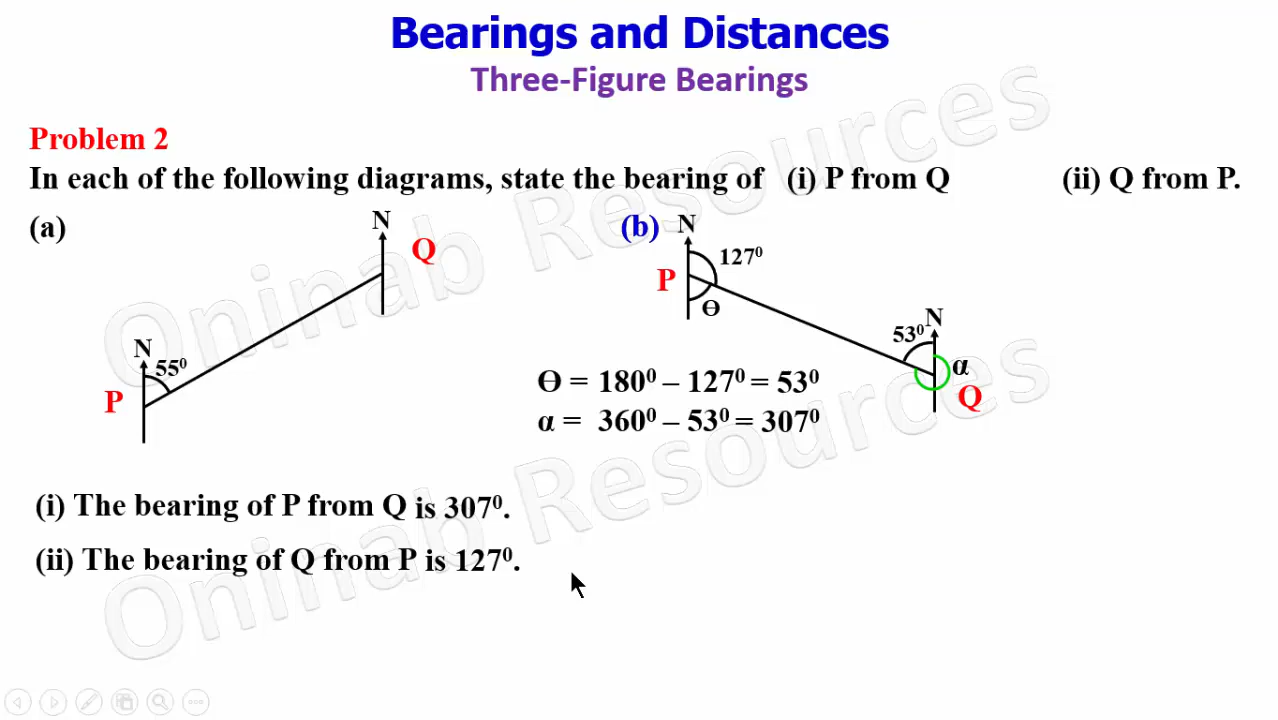 Bearings and Distances
Three-Figure Bearings
Problem 2
In each of the following diagrams, state the bearing of (i) P from Q (ii) Q from P.
(a)
N
Q
N
55⁰
P
(b)
N
127⁰
P
Ɵ
N
53⁰
α
Q
Ɵ = 180⁰ – 127⁰ = 53⁰
α = 360⁰ – 53⁰ = 307⁰
(i) The bearing of P from Q is 307⁰.
(ii) The bearing of Q from P is 127⁰.
Oninab Resources
Oninab Resources